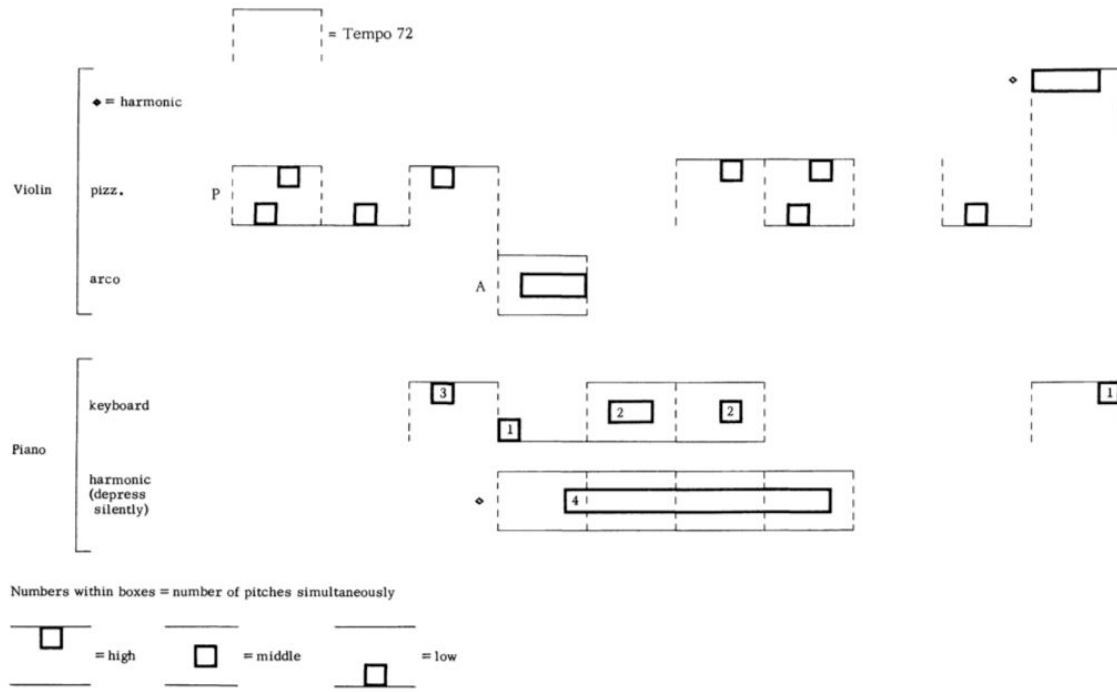 = Tempo 72
◆ = harmonic
Violin
pizz.
P
arco
A
3
keyboard
1
2
2
1
Piano
harmonic
(depress
silently)
4
Numbers within boxes = number of pitches simultaneously
= high
= middle
= low